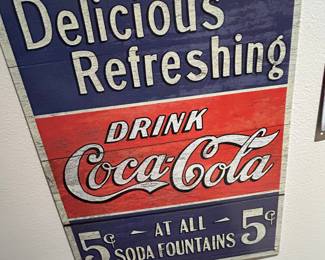 Delicious
Refreshing
DRINK
Coca-Cola
5¢ AT ALL 5¢
SODA FOUNTAINS